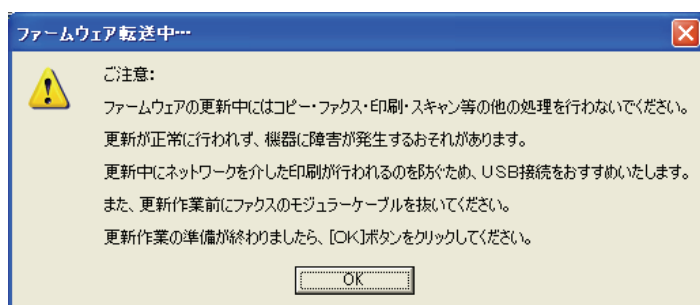 ファームウェア転送中…
ご注意:
ファームウェアの更新中にはコピー・ファクス・印刷・スキャン等の他の処理を行わないでください。
更新が正常に行われず、機器に障害が発生するおそれがあります。
更新中にネットワークを介した印刷が行われるのを防ぐため、USB接続をおすすめいたします。
また、更新作業前にファクスのモジュラーケーブルを抜いてください。
更新作業の準備が終わりましたら、[OK]ボタンをクリックしてください。
OK